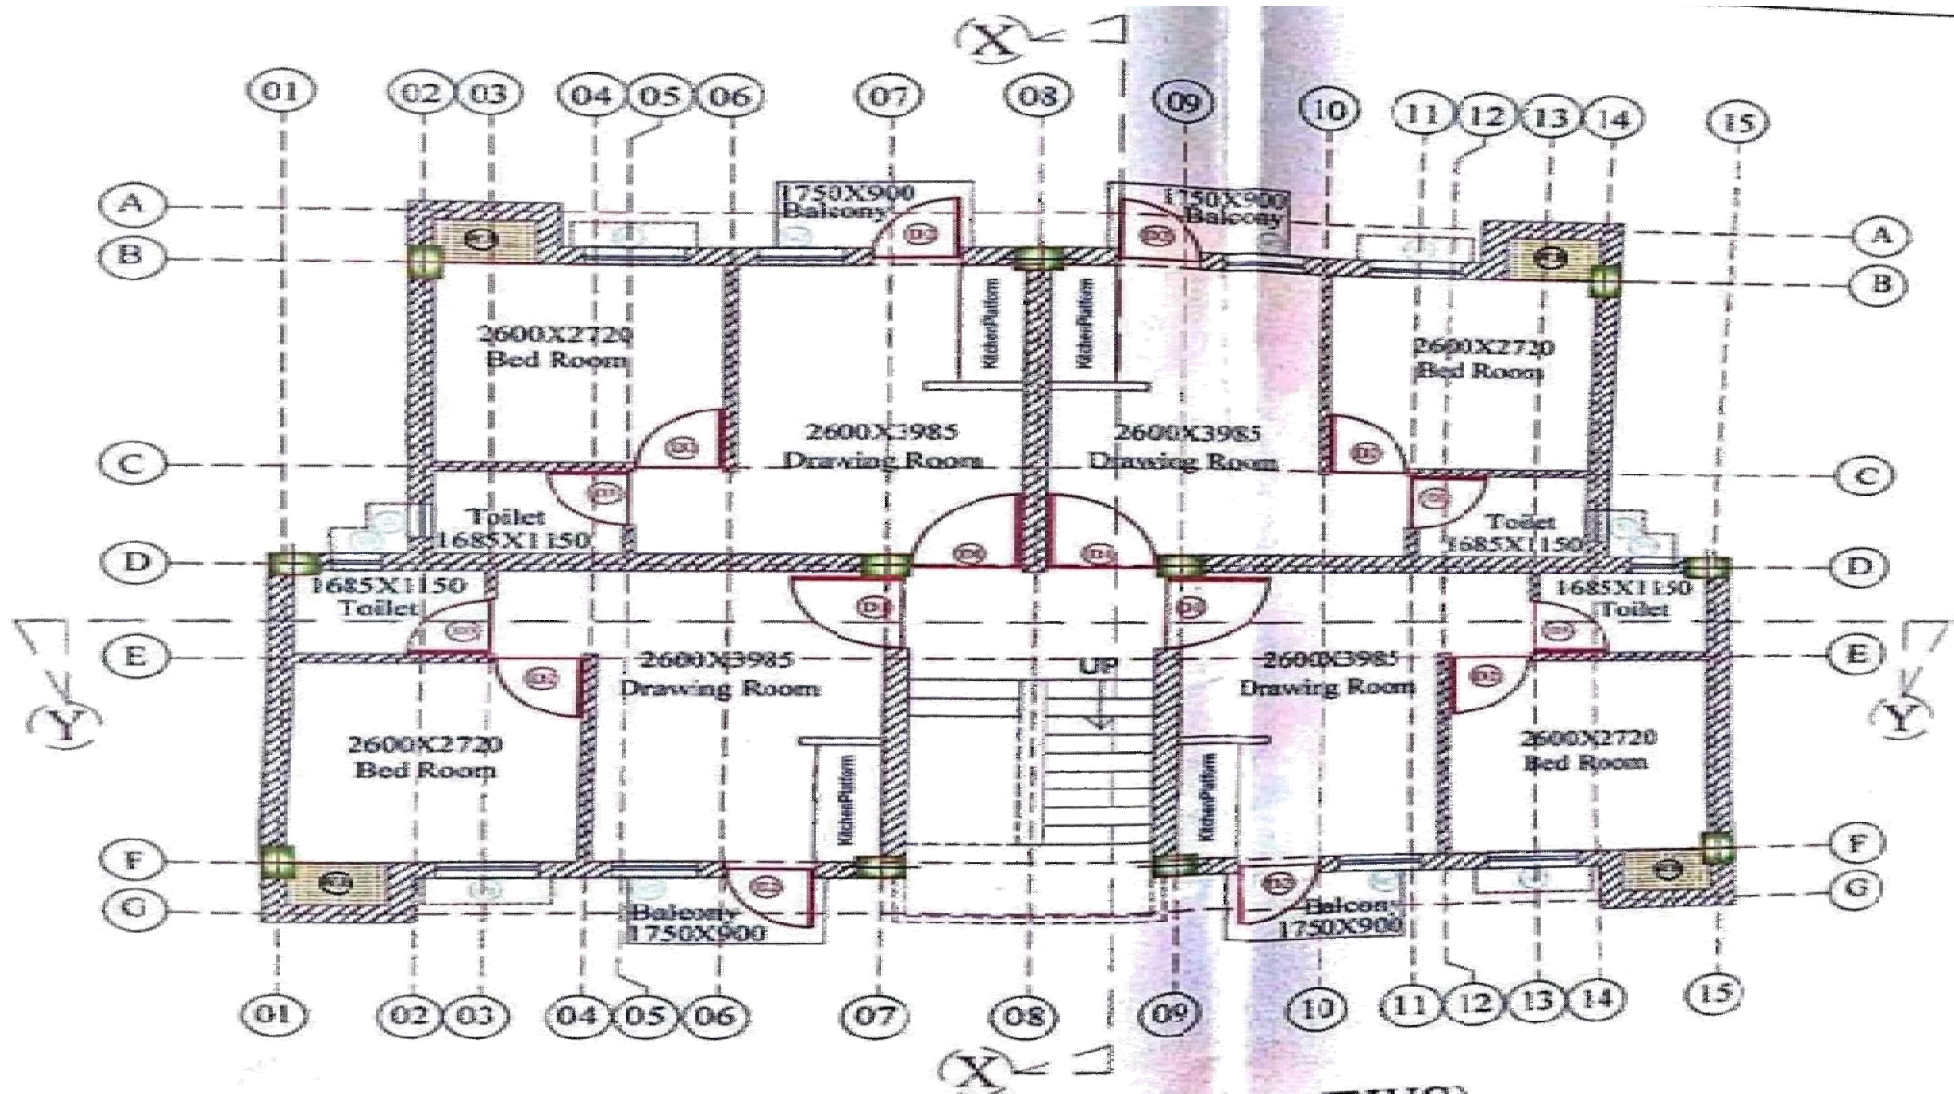 X
01 02 03 04 05 06 07 08 09 10 11 12 13 14 15
A
1750X900
Balcony
1750X900
Balcony
A
B
B
Kitchen Platform
Kitchen Platform
2600X2720
Bed Room
2600X2720
Bed Room
2600X3985
Drawing Room
2600X3985
Drawing Room
C
C
Toilet
1685X1150
Toilet
1685X1150
D
D
1685X1150
Toilet
1685X1150
Toilet
E
E
2600X3985
Drawing Room
UP
2600X3985
Drawing Room
Y
Y
2600X2720
Bed Room
2600X2720
Bed Room
Kitchen Platform
Kitchen Platform
F
F
G
G
Balcony
1750X900
Balcony
1750X900
01 02 03 04 05 06 07 08 09 10 11 12 13 14 15
X